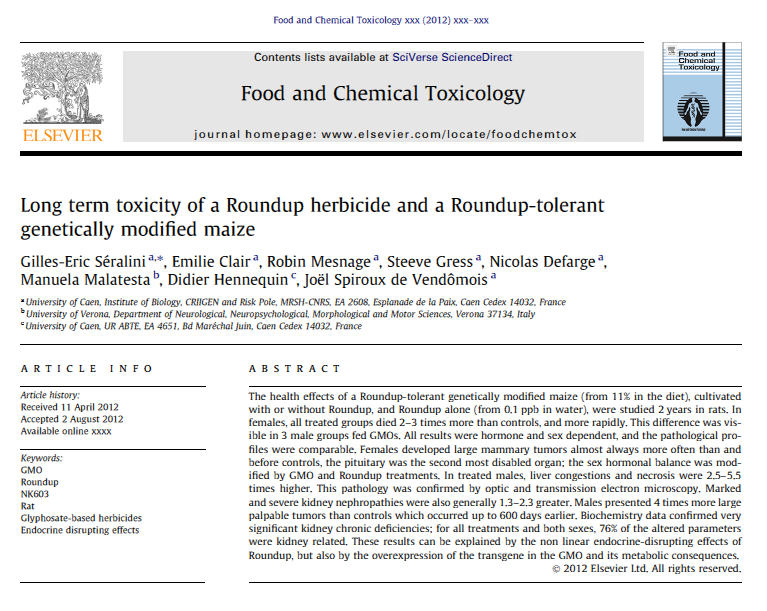 Food and Chemical Toxicology xxx (2012) xxx–xxx
Contents lists available at SciVerse ScienceDirect
Food and Chemical Toxicology
journal homepage: www.elsevier.com/locate/foodchemtox
ELSEVIER
Food and
Chemical
Toxicology
Long term toxicity of a Roundup herbicide and a Roundup-tolerant
genetically modified maize
Gilles-Eric Séralini a,*, Emilie Clair a, Robin Mesnage a, Steeve Gress a, Nicolas Defarge a,
Manuela Malatesta b, Didier Hennequin c, Joël Spiroux de Vendômois a
a University of Caen, Institute of Biology, CRIIGEN and Risk Pole, MRSH-CNRS, EA 2608, Esplanade de la Paix, Caen Cedex 14032, France
b University of Verona, Department of Neurological, Neuropsychological, Morphological and Motor Sciences, Verona 37134, Italy
c University of Caen, UR ABTE, EA 4651, Bd Maréchal Juin, Caen Cedex 14032, France
ARTICLE INFO
Article history:
Received 11 April 2012
Accepted 2 August 2012
Available online xxxx
Keywords:
GMO
Roundup
NK603
Rat
Glyphosate-based herbicides
Endocrine disrupting effects
ABSTRACT
The health effects of a Roundup-tolerant genetically modified maize (from 11% in the diet), cultivated
with or without Roundup, and Roundup alone (from 0.1 ppb in water), were studied 2 years in rats. In
females, all treated groups died 2–3 times more than controls, and more rapidly. This difference was vis-
ible in 3 male groups fed GMOs. All results were hormone and sex dependent, and the pathological pro-
files were comparable. Females developed large mammary tumors almost always more often than and
before controls, the pituitary was the second most disabled organ; the sex hormonal balance was mod-
ified by GMO and Roundup treatments. In treated males, liver congestions and necrosis were 2.5–5.5
times higher. This pathology was confirmed by optic and transmission electron microscopy. Marked
and severe kidney nephropathies were also generally 1.3–2.3 greater. Males presented 4 times more large
palpable tumors than controls which occurred up to 600 days earlier. Biochemistry data confirmed very
significant kidney chronic deficiencies; for all treatments and both sexes, 76% of the altered parameters
were kidney related. These results can be explained by the non linear endocrine-disrupting effects of
Roundup, but also by the overexpression of the transgene in the GMO and its metabolic consequences.
© 2012 Elsevier Ltd. All rights reserved.